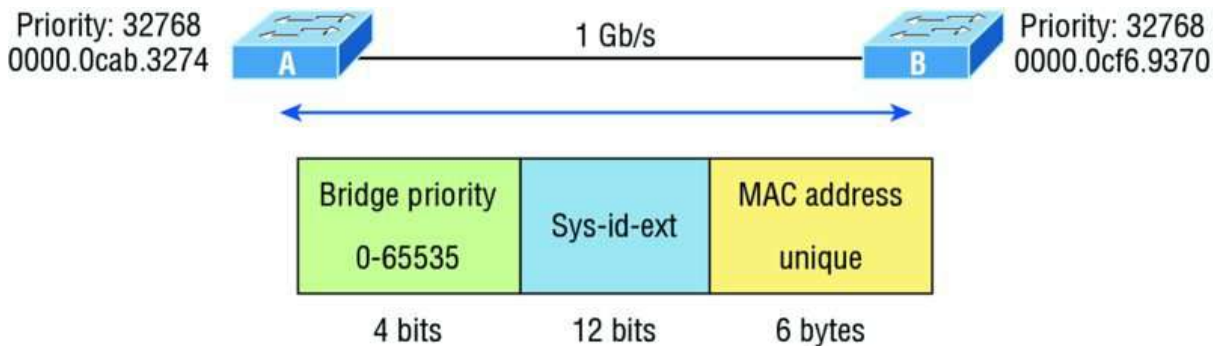 Priority: 32768
0000.0cab.3274
A
1 Gb/s
B
Priority: 32768
0000.0cf6.9370
Bridge priority
0-65535
Sys-id-ext
MAC address
unique
4 bits
12 bits
6 bytes